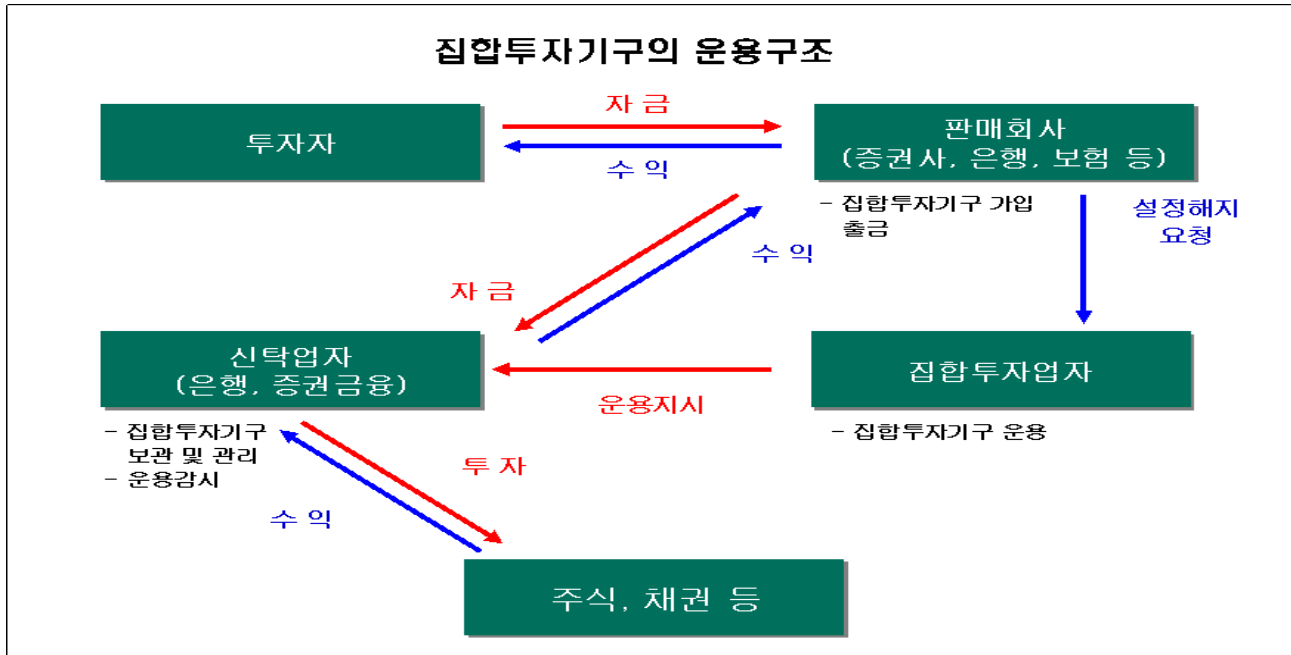 집합투자기구의 운용구조
투자자
자 금
수 익
판매회사
(증권사, 은행, 보험 등)
- 집합투자기구 가입
출금
설정해지
요청
자 금
수 익
신탁업자
(은행, 증권금융)
- 집합투자기구
보관 및 관리
- 운용감시
운용지시
집합투자업자
- 집합투자기구 운용
투 자
수 익
주식, 채권 등